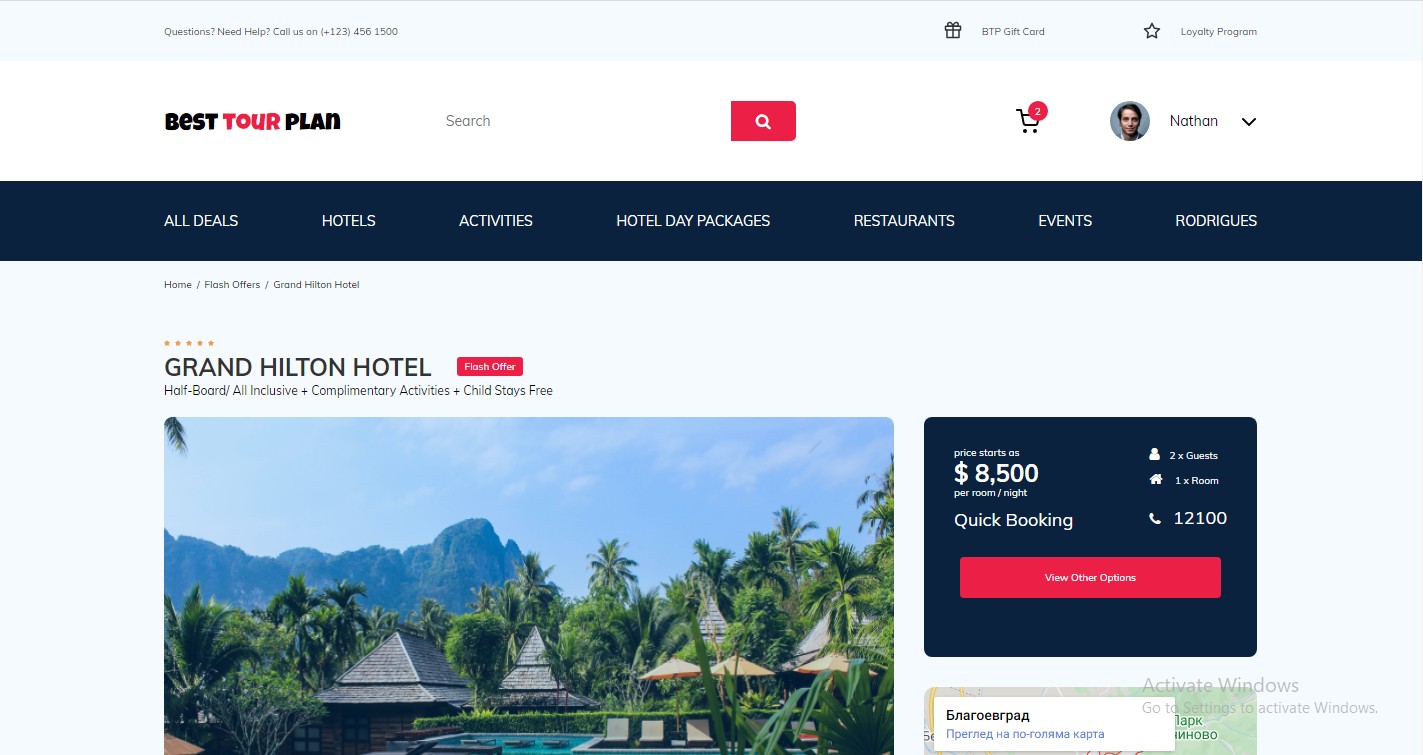 Questions? Need Help? Call us on (+123) 456 1500
BTP Gift Card
Loyalty Program
BEST TOUR PLAN
Search
2
Nathan
ALL DEALS
HOTELS
ACTIVITIES
HOTEL DAY PACKAGES
RESTAURANTS
EVENTS
RODRIGUES
Home / Flash Offers / Grand Hilton Hotel
GRAND HILTON HOTEL
Flash Offer
Half-Board/ All Inclusive + Complimentary Activities + Child Stays Free
price starts as
$ 8,500
per room / night
2 x Guests
1 x Room
Quick Booking
12100
View Other Options
Activate Windows
Go to Settings to activate Windows.
Благоевград
Преглед на по-голяма карта
Парк